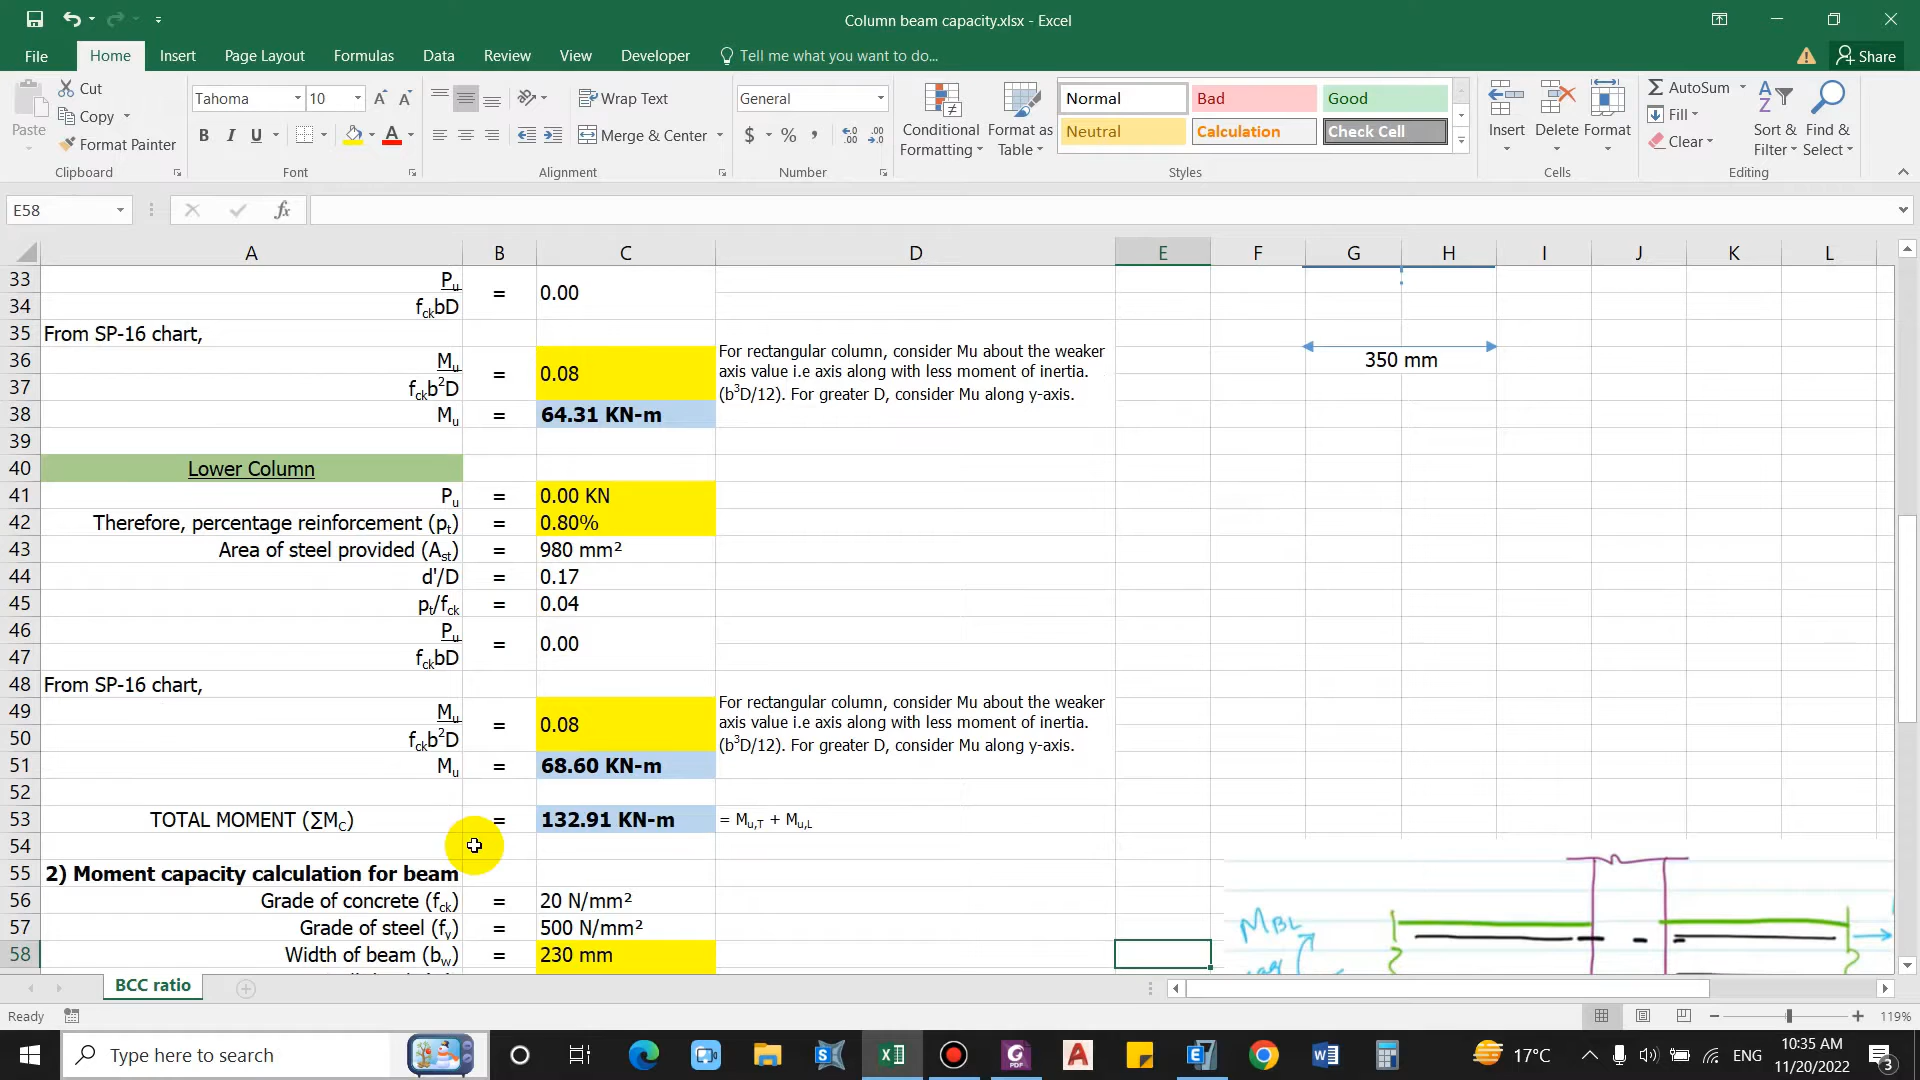 Column beam capacity.xlsx - Excel
File Home Insert Page Layout Formulas Data Review View Developer Tell me what you want to do... Share
Paste Cut Copy Format Painter Clipboard
Tahoma 10 B I U A Font
Wrap Text Merge & Center Alignment
General $ % , Number
Conditional Formatting Format as Table
Normal Bad Good
Neutral Calculation Check Cell
Styles
Insert Delete Format Cells
AutoSum Fill Clear Sort & Filter Find & Select Editing
E58 fx
A B C D E F G H I J K L
33 Pu
= 0.00
34 fckbD
35 From SP-16 chart,
36 Mu
= 0.08
37 fckb²D
For rectangular column, consider Mu about the weaker
axis value i.e axis along with less moment of inertia.
(b³D/12). For greater D, consider Mu along y-axis.
350 mm
38 Mu = 64.31 KN-m
39
40 Lower Column
41 Pu = 0.00 KN
42 Therefore, percentage reinforcement (pt) = 0.80%
43 Area of steel provided (Ast) = 980 mm²
44 d'/D = 0.17
45 pt/fck = 0.04
46 Pu
= 0.00
47 fckbD
48 From SP-16 chart,
49 Mu
= 0.08
50 fckb²D
For rectangular column, consider Mu about the weaker
axis value i.e axis along with less moment of inertia.
(b³D/12). For greater D, consider Mu along y-axis.
51 Mu = 68.60 KN-m
52
53 TOTAL MOMENT (ΣMC) = 132.91 KN-m = Mu,T + Mu,L
54
55 2) Moment capacity calculation for beam
56 Grade of concrete (fck) = 20 N/mm²
57 Grade of steel (fy) = 500 N/mm²
58 Width of beam (bw) = 230 mm
MBL
BCC ratio
Ready 119%
Type here to search
17°C ENG 10:35 AM
11/20/2022 3